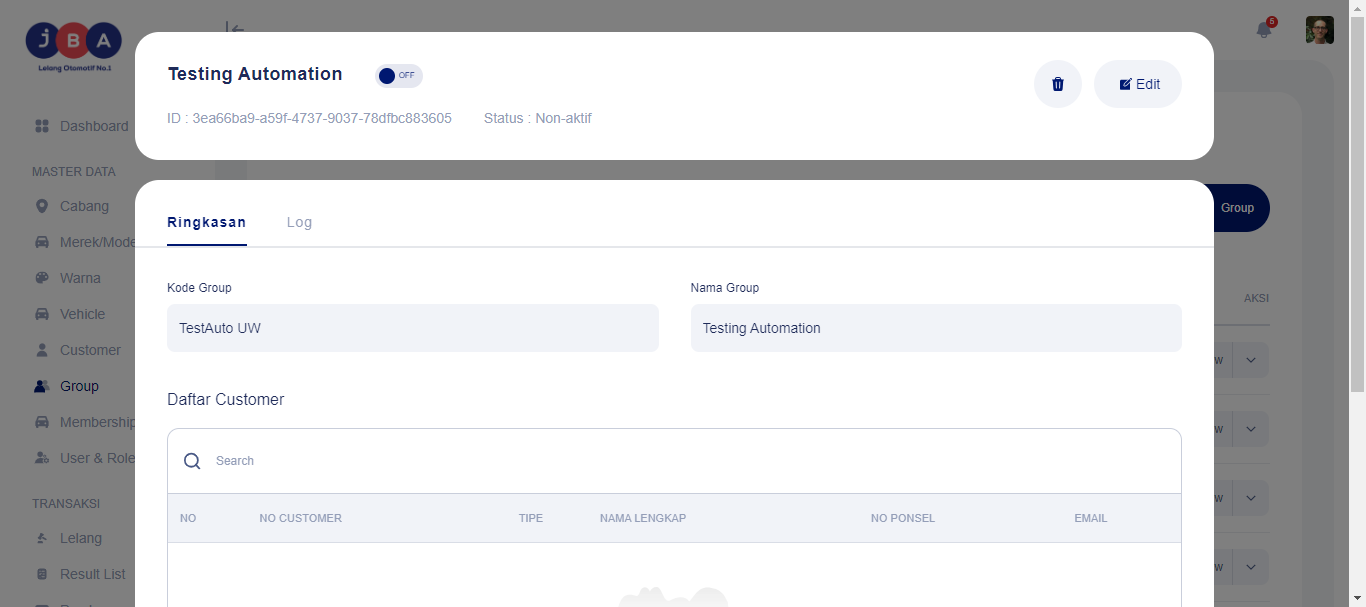 JBA
Lelang Otomotif No.1
6
Testing Automation
OFF
Edit
ID : 3ea66ba9-a59f-4737-9037-78dfbc883605
Status : Non-aktif
Dashboard
MASTER DATA
Cabang
Merek/Mode
Warna
Vehicle
Customer
Group
Membership
User & Role
TRANSAKSI
Lelang
Result List
Group
AKSI
w
w
w
w
Ringkasan
Log
Kode Group
Nama Group
TestAuto UW
Testing Automation
Daftar Customer
Search
NO
NO CUSTOMER
TIPE
NAMA LENGKAP
NO PONSEL
EMAIL